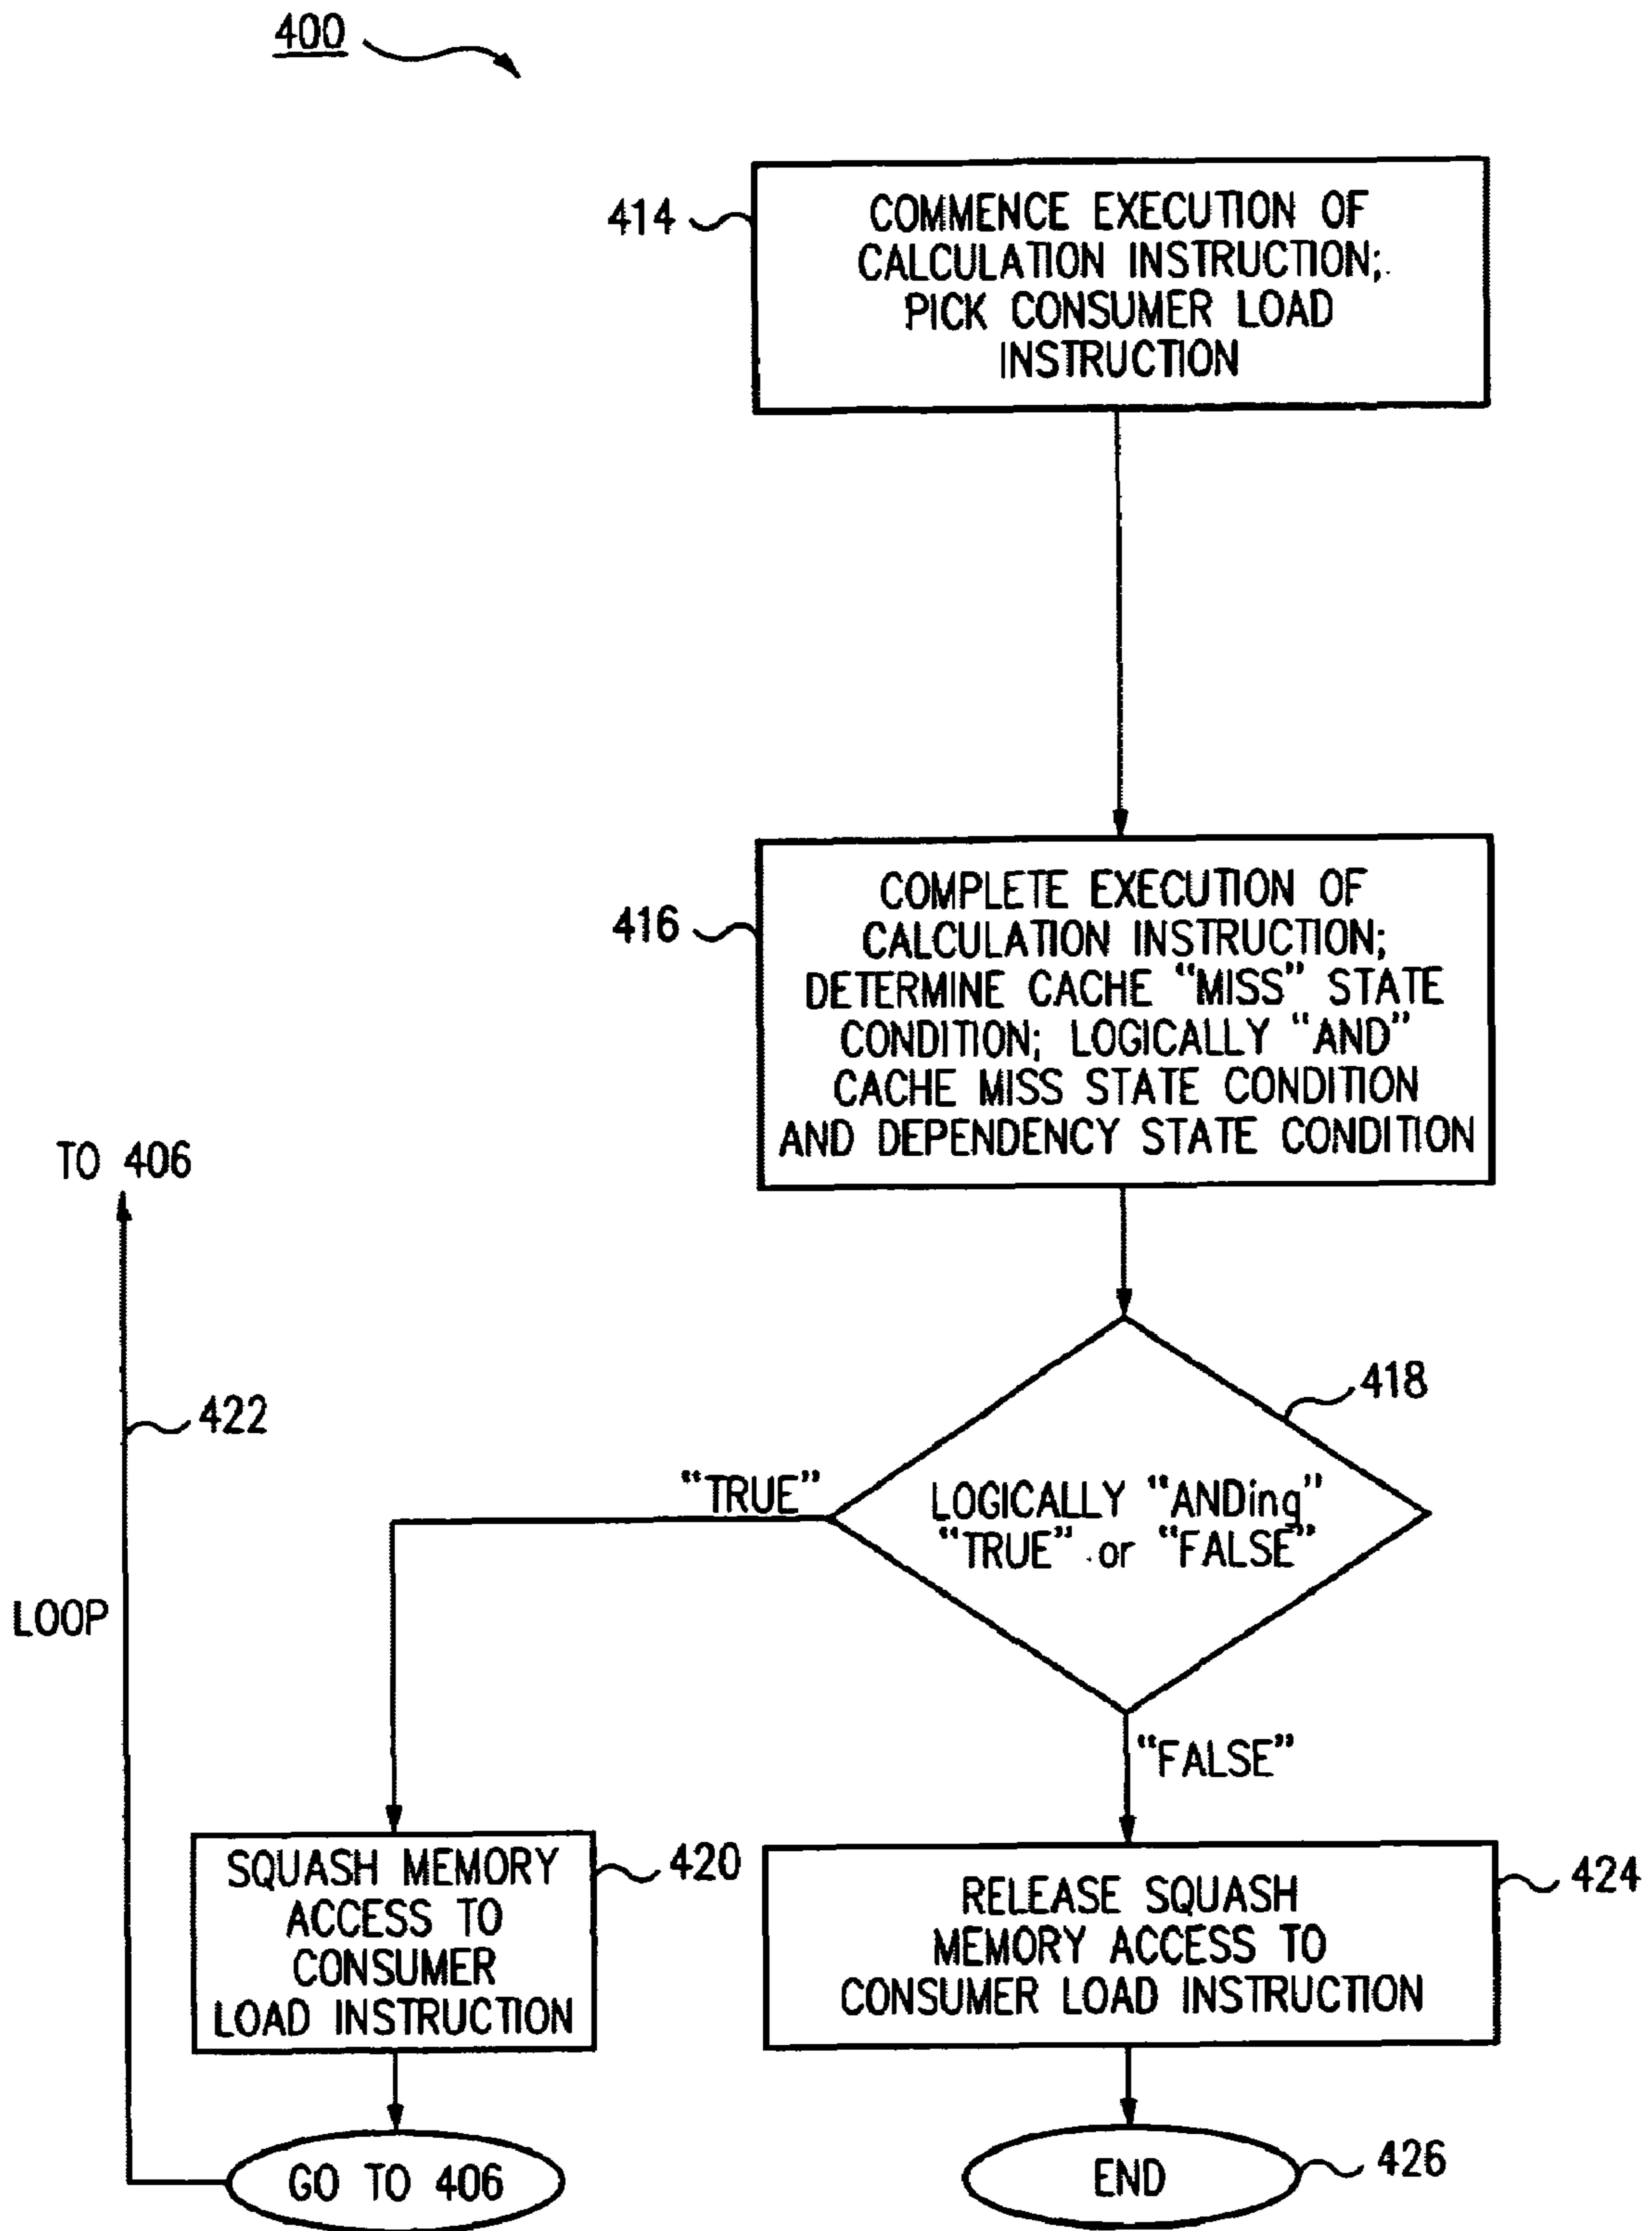 400
414
COMMENCE EXECUTION OF
CALCULATION INSTRUCTION;
PICK CONSUMER LOAD
INSTRUCTION
416
COMPLETE EXECUTION OF
CALCULATION INSTRUCTION;
DETERMINE CACHE “MISS” STATE
CONDITION; LOGICALLY “AND”
CACHE MISS STATE CONDITION
AND DEPENDENCY STATE CONDITION
TO 406
422
LOOP
418
LOGICALLY “ANDing”
“TRUE” or “FALSE”
“TRUE”
“FALSE”
SQUASH MEMORY
ACCESS TO
CONSUMER
LOAD INSTRUCTION
420
RELEASE SQUASH
MEMORY ACCESS TO
CONSUMER LOAD INSTRUCTION
424
GO TO 406
END
426